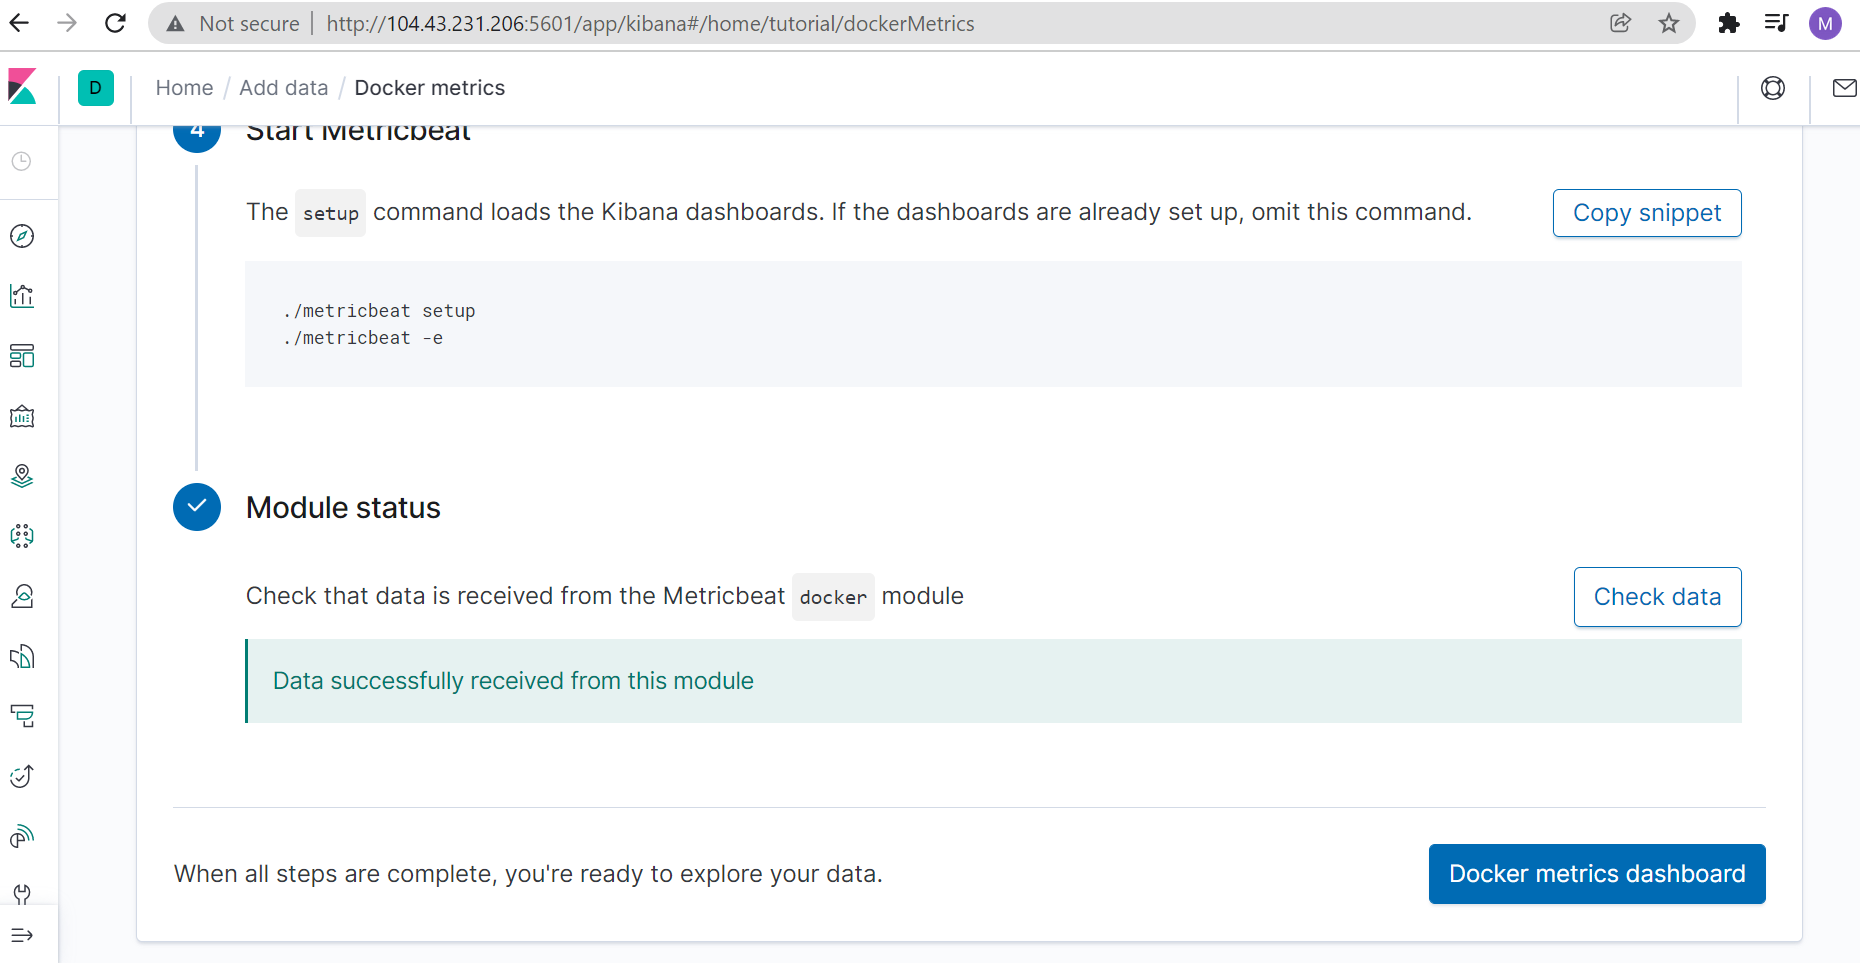 Not secure
http://104.43.231.206:5601/app/kibana#/home/tutorial/dockerMetrics
M
D
Home / Add data / Docker metrics
4
Start Metricbeat
The setup command loads the Kibana dashboards. If the dashboards are already set up, omit this command.
Copy snippet
./metricbeat setup
./metricbeat -e
Module status
Check that data is received from the Metricbeat docker module
Check data
Data successfully received from this module
When all steps are complete, you're ready to explore your data.
Docker metrics dashboard